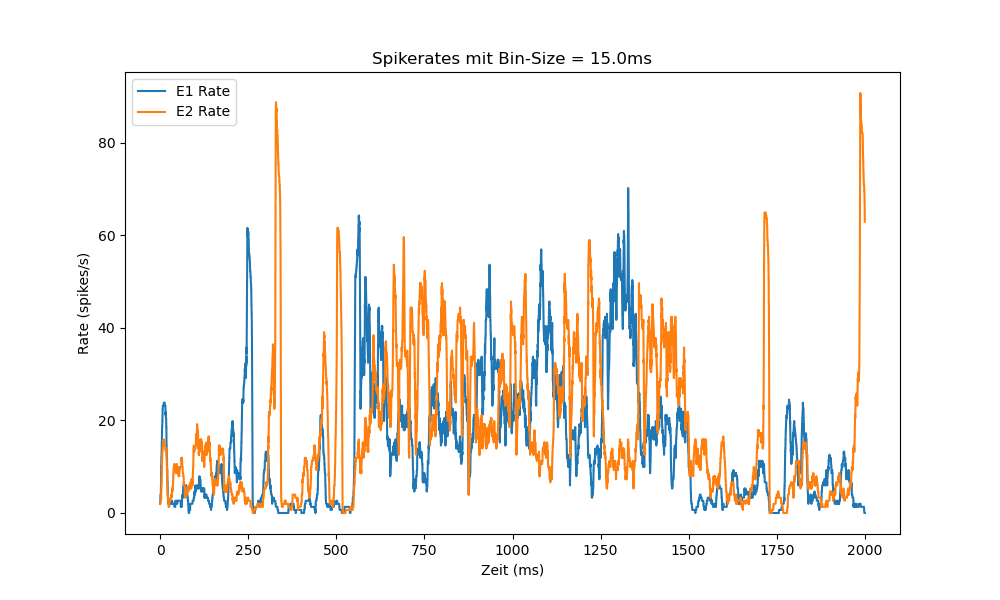 Spikerates mit Bin-Size = 15.0ms
E1 Rate
E2 Rate
80
60
40
20
0
Rate (spikes/s)
0 250 500 750 1000 1250 1500 1750 2000
Zeit (ms)